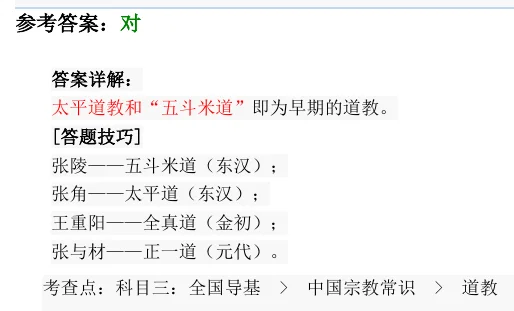 参考答案：对
答案详解：
太平道教和“五斗米道”即为早期的道教。
[答题技巧]
张陵——五斗米道（东汉）；
张角——太平道（东汉）；
王重阳——全真道（金初）；
张与材——正一道（元代）。
考查点：科目三：全国导基 > 中国宗教常识 > 道教